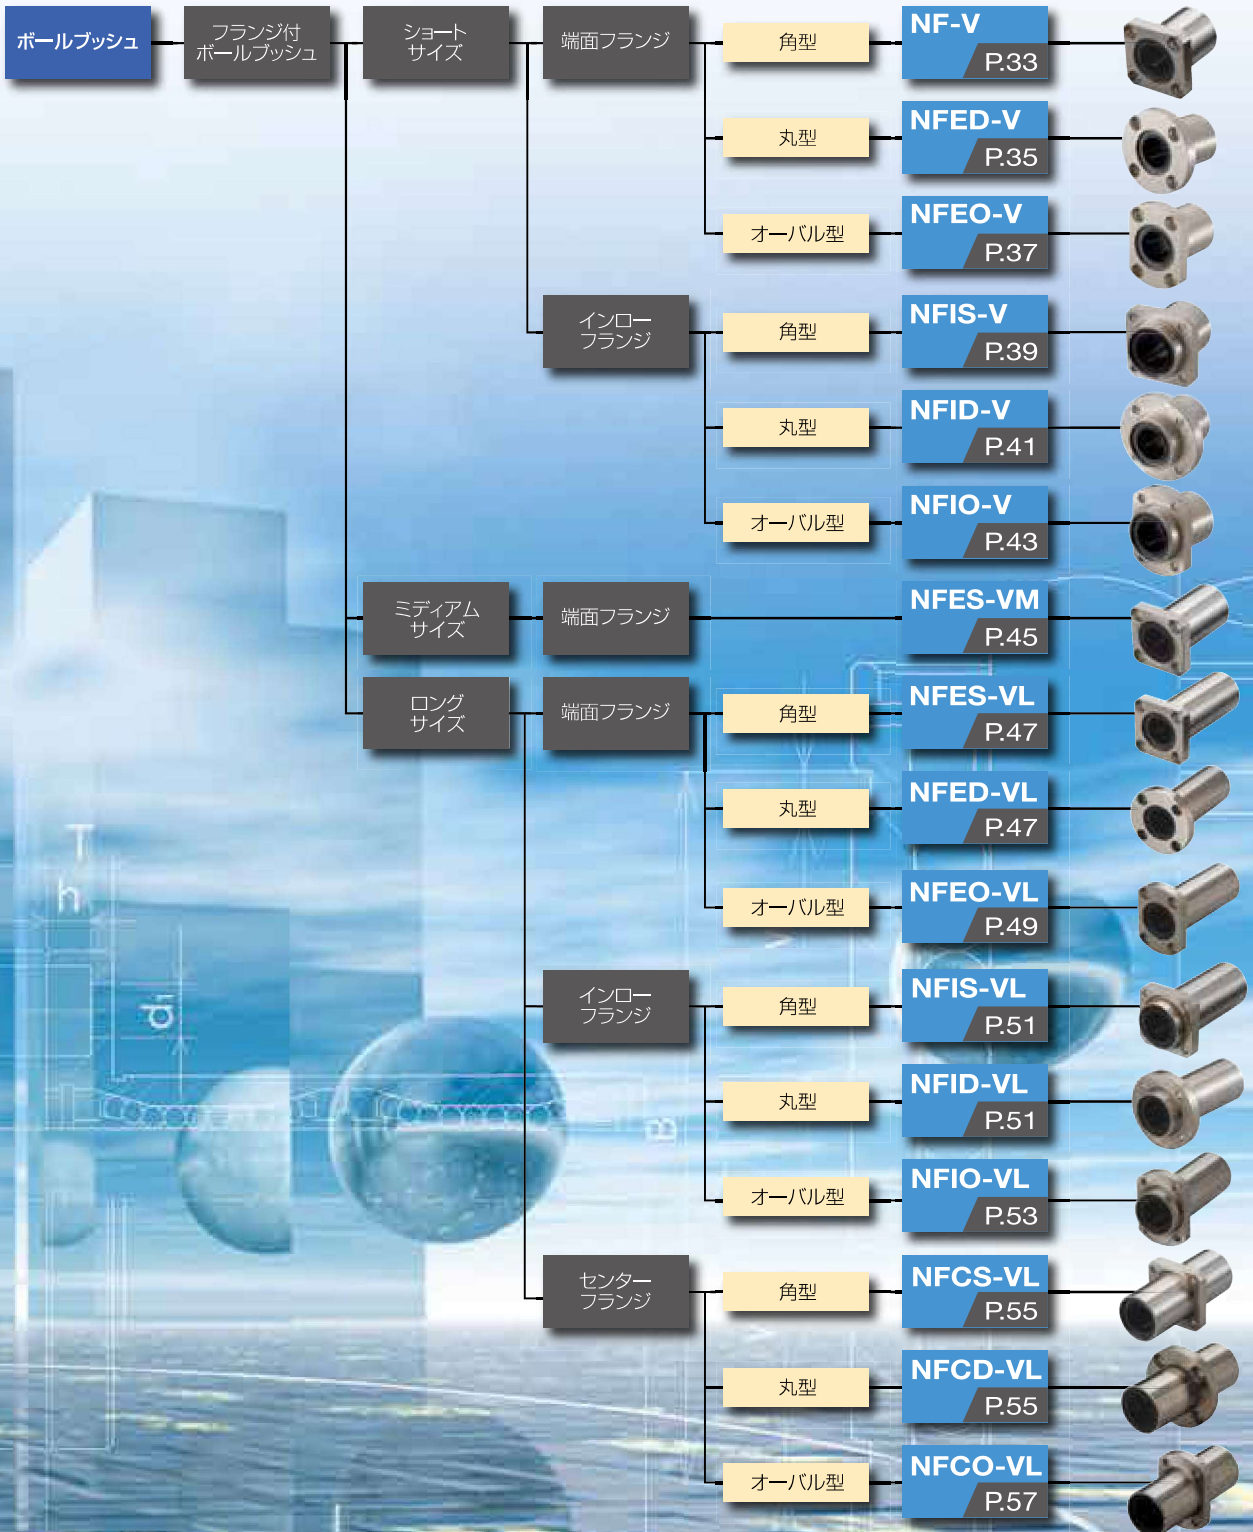 ボールブッシュ
フランジ付
ボールブッシュ
ショート
サイズ
端面フランジ
角型
NF-V
P.33
丸型
NFED-V
P.35
オーバル型
NFEO-V
P.37
インロー
フランジ
角型
NFIS-V
P.39
丸型
NFID-V
P.41
オーバル型
NFIO-V
P.43
ミディアム
サイズ
端面フランジ
NFES-VM
P.45
ロング
サイズ
端面フランジ
角型
NFES-VL
P.47
丸型
NFED-VL
P.47
オーバル型
NFEO-VL
P.49
インロー
フランジ
角型
NFIS-VL
P.51
丸型
NFID-VL
P.51
オーバル型
NFIO-VL
P.53
センター
フランジ
角型
NFCS-VL
P.55
丸型
NFCD-VL
P.55
オーバル型
NFCO-VL
P.57
T
h
d₁
B